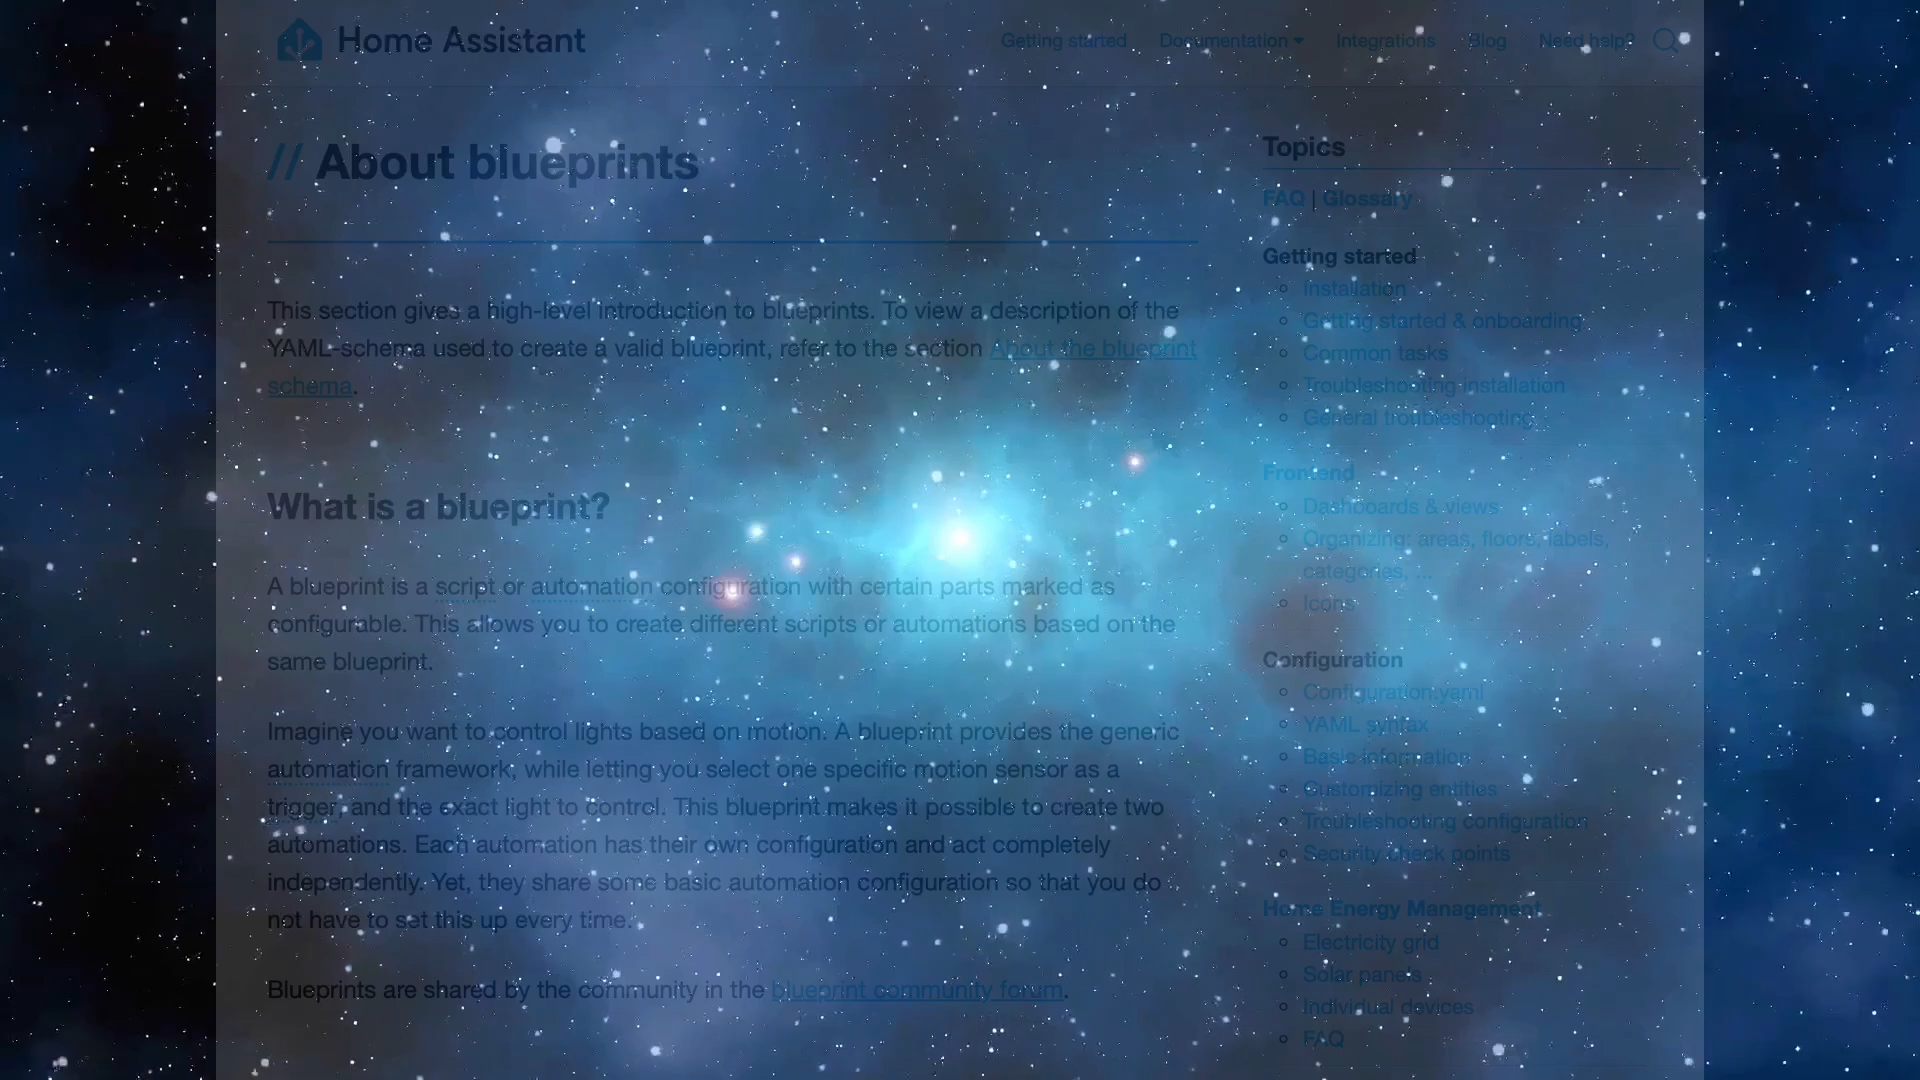 Home Assistant
Getting started Documentation Integrations Blog Need help?
// About blueprints
This section gives a high-level introduction to blueprints. To view a description of the
YAML-schema used to create a valid blueprint, refer to the section About the blueprint
schema.
What is a blueprint?
A blueprint is a script or automation configuration with certain parts marked as
configurable. This allows you to create different scripts or automations based on the
same blueprint.
Imagine you want to control lights based on motion. A blueprint provides the generic
automation framework, while letting you select one specific motion sensor as a
trigger, and the exact light to control. This blueprint makes it possible to create two
automations. Each automation has their own configuration and act completely
independently. Yet, they share some basic automation configuration so that you do
not have to set this up every time.
Blueprints are shared by the community in the blueprint community forum.
Topics
FAQ | Glossary
Getting started
Installation
Getting started & onboarding
Common tasks
Troubleshooting installation
General troubleshooting
Frontend
Dashboards & views
Organizing: areas, floors, labels,
categories, ...
Icons
Configuration
Configuration.yaml
YAML syntax
Basic information
Customizing entities
Troubleshooting configuration
Security check points
Home Energy Management
Electricity grid
Solar panels
Individual devices
FAQ